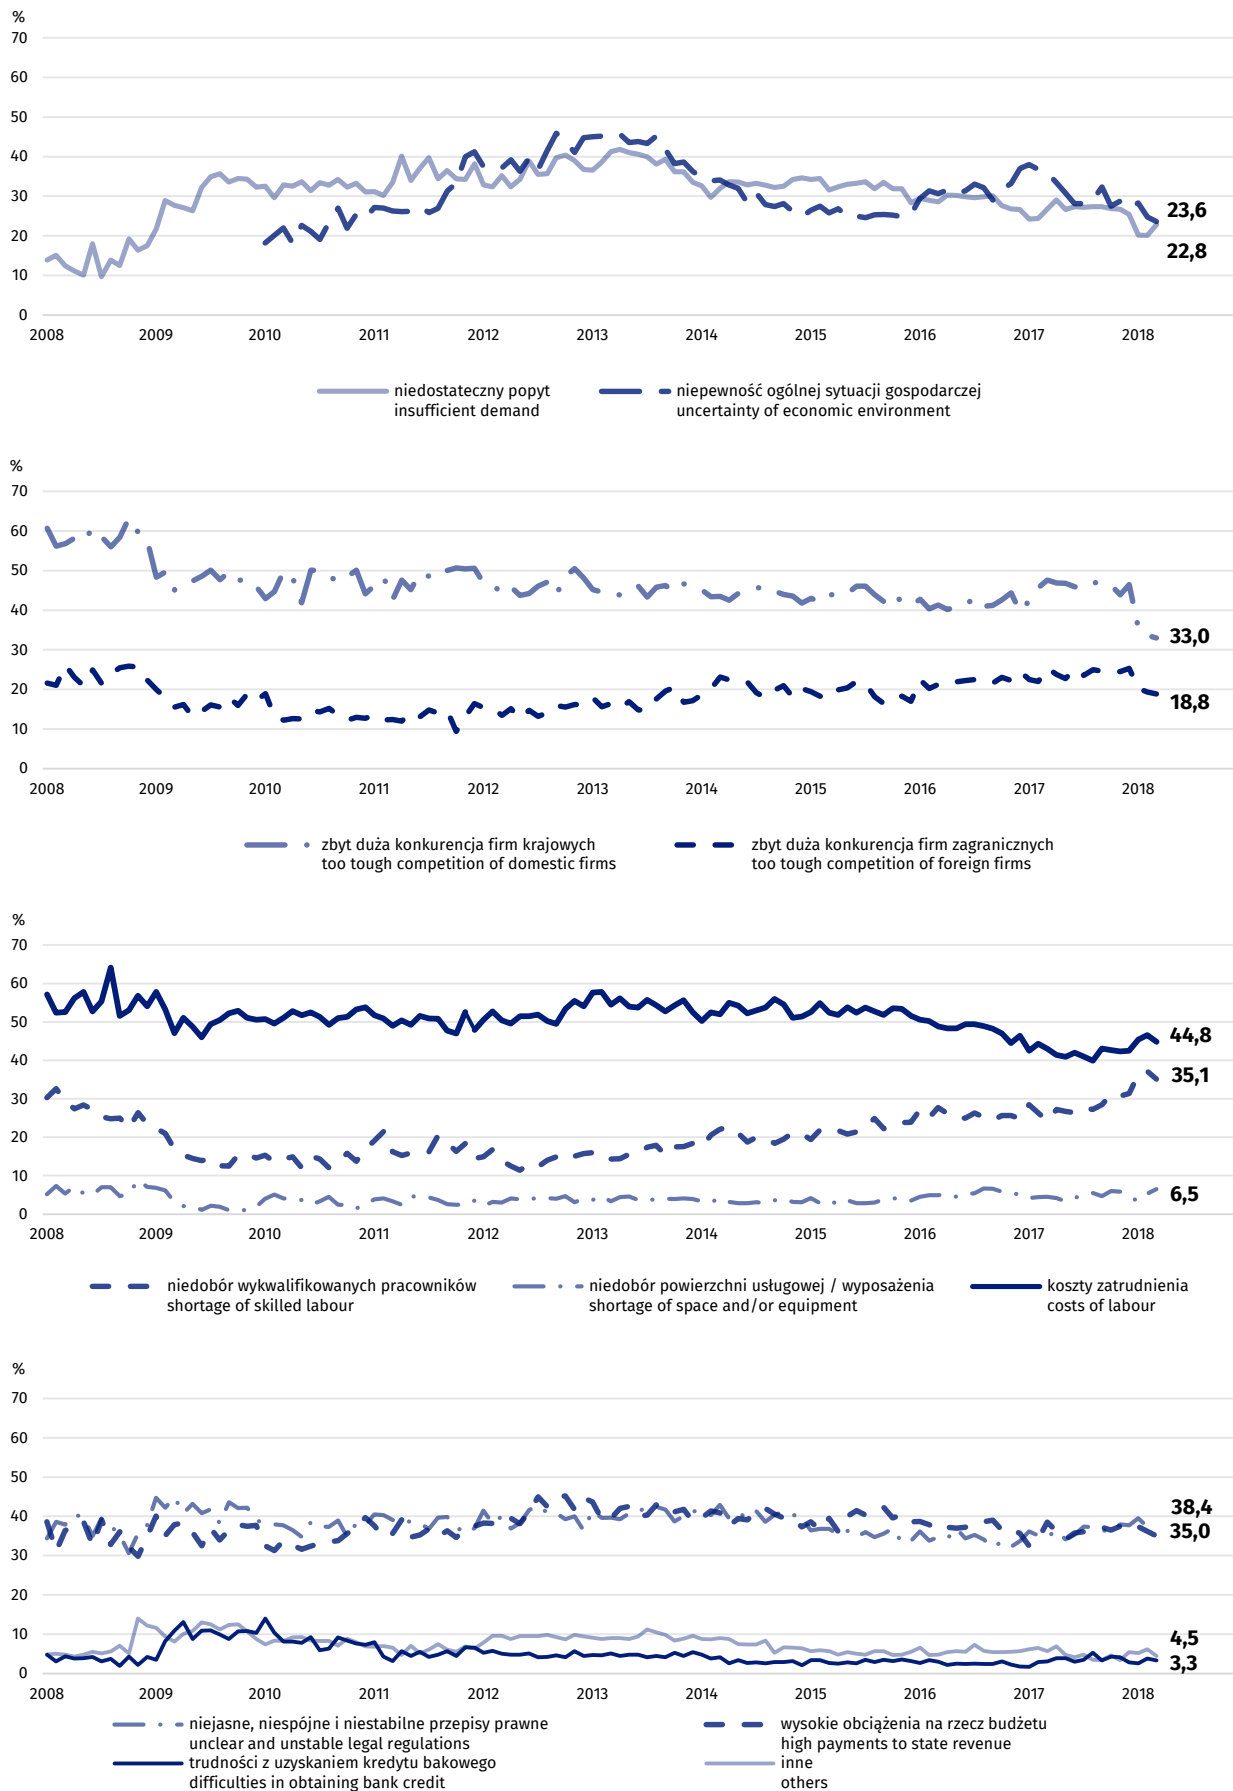 %
70
60
50
40
30
20
10
0
23,6
22,8
2008 2009 2010 2011 2012 2013 2014 2015 2016 2017 2018
niedostateczny popyt
insufficient demand
niepewność ogólnej sytuacji gospodarczej
uncertainty of economic environment
%
70
60
50
40
30
20
10
0
33,0
18,8
2008 2009 2010 2011 2012 2013 2014 2015 2016 2017 2018
zbyt duża konkurencja firm krajowych
too tough competition of domestic firms
zbyt duża konkurencja firm zagranicznych
too tough competition of foreign firms
%
70
60
50
40
30
20
10
0
44,8
35,1
6,5
2008 2009 2010 2011 2012 2013 2014 2015 2016 2017 2018
niedobór wykwalifikowanych pracowników
shortage of skilled labour
niedobór powierzchni usługowej / wyposażenia
shortage of space and/or equipment
koszty zatrudnienia
costs of labour
%
70
60
50
40
30
20
10
0
38,4
35,0
4,5
3,3
2008 2009 2010 2011 2012 2013 2014 2015 2016 2017 2018
niejasne, niespójne i niestabilne przepisy prawne
unclear and unstable legal regulations
wysokie obciążenia na rzecz budżetu
high payments to state revenue
trudności z uzyskaniem kredytu bakowego
difficulties in obtaining bank credit
inne
others